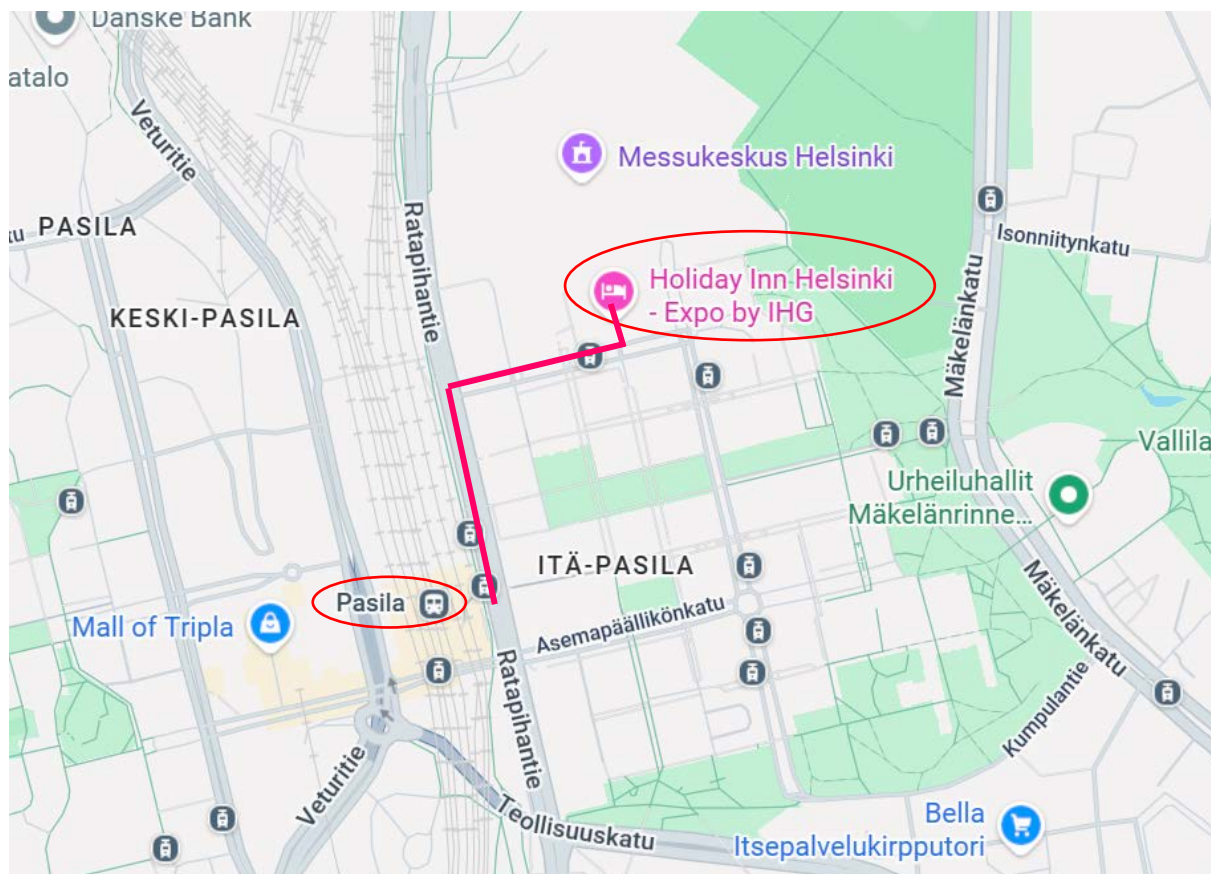 Danske Bank
atalo
Veturitie
Messukeskus Helsinki
Ratapihantie
PASILA
Isonniitynkatu
Holiday Inn Helsinki
- Expo by IHG
KESKI-PASILA
Mäkelänkatu
Mäkelänkatu
Vallila
Urheiluhallit
Mäkelänrinne...
ITÄ-PASILA
Pasila
Mall of Tripla
Asemapäällikönkatu
Mäkelänkatu
Ratapihantie
Kumpulantie
Veturitie
Teollisuuskatu
Bella
Itsepalvelukirpputori